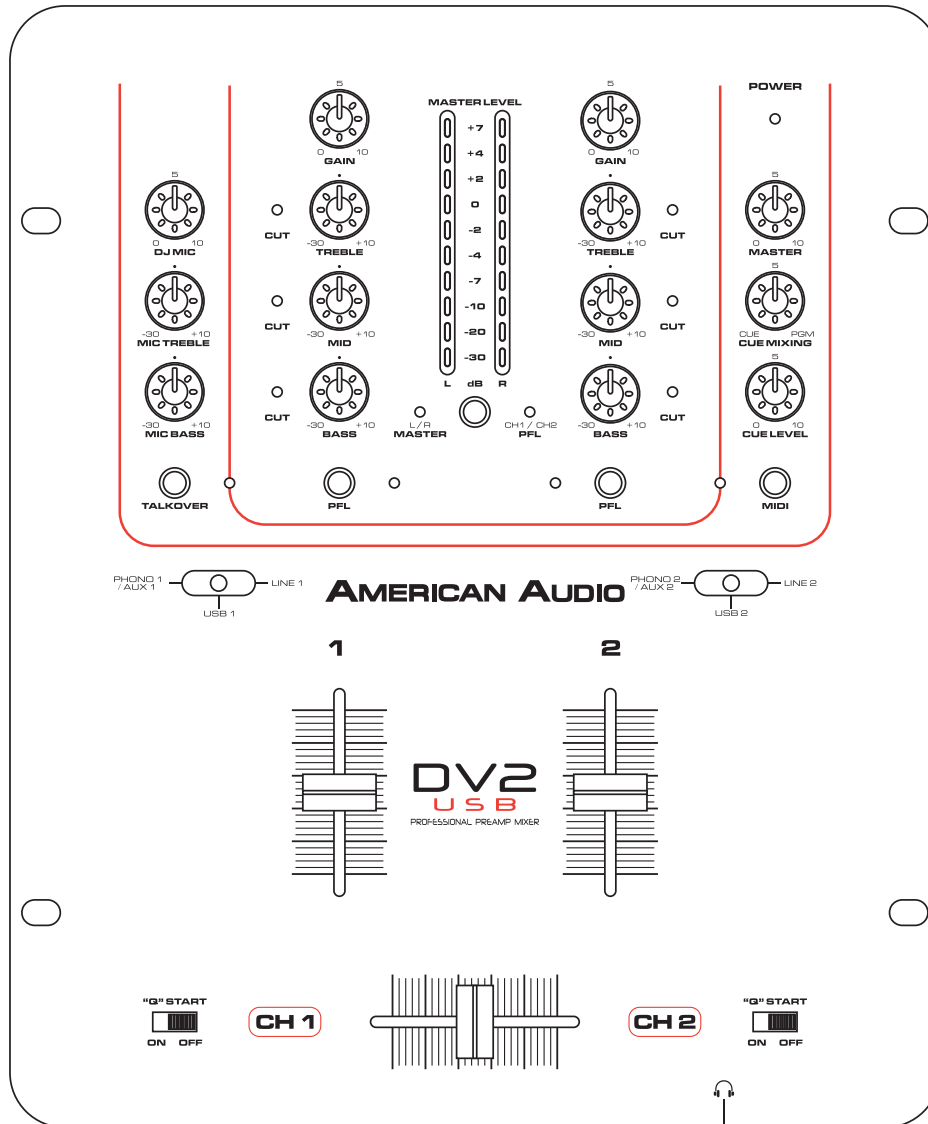 POWER
MASTER LEVEL
5
0 10
GAIN
+7
+4
+2
0
-2
-4
-7
-10
-20
-30
L dB R
5
0 10
GAIN
5
0 10
DJ MIC
CUT
-30 +10
TREBLE
-30 +10
TREBLE
CUT
5
0 10
MASTER
-30 +10
MIC TREBLE
CUT
-30 +10
MID
-30 +10
MID
CUT
5
CUE PGM
CUE MIXING
-30 +10
MIC BASS
CUT
-30 +10
BASS
L/R
MASTER
CH1 / CH2
PFL
-30 +10
BASS
CUT
5
0 10
CUE LEVEL
TALKOVER
PFL
PFL
MIDI
PHONO 1
/ AUX 1
LINE 1
USB 1
AMERICAN AUDIO
PHONO 2
/ AUX 2
LINE 2
USB 2
1
2
DV2
USB
PROFESSIONAL PREAMP MIXER
"Q" START
ON OFF
CH 1
CH 2
"Q" START
ON OFF